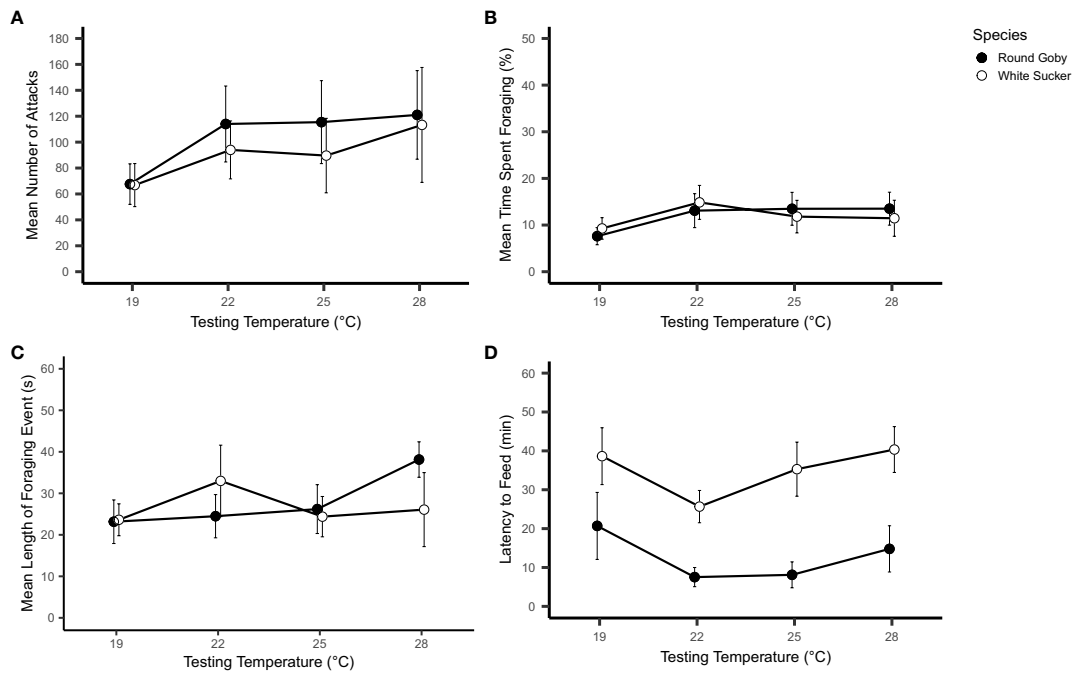 A
Mean Number of Attacks
180
160
140
120
100
80
60
40
20
0
19 22 25 28
Testing Temperature (°C)
B
Mean Time Spent Foraging (%)
50
40
30
20
10
0
19 22 25 28
Testing Temperature (°C)
Species
Round Goby
White Sucker
C
Mean Length of Foraging Event (s)
60
50
40
30
20
10
0
19 22 25 28
Testing Temperature (°C)
D
Latency to Feed (min)
60
50
40
30
20
10
0
19 22 25 28
Testing Temperature (°C)